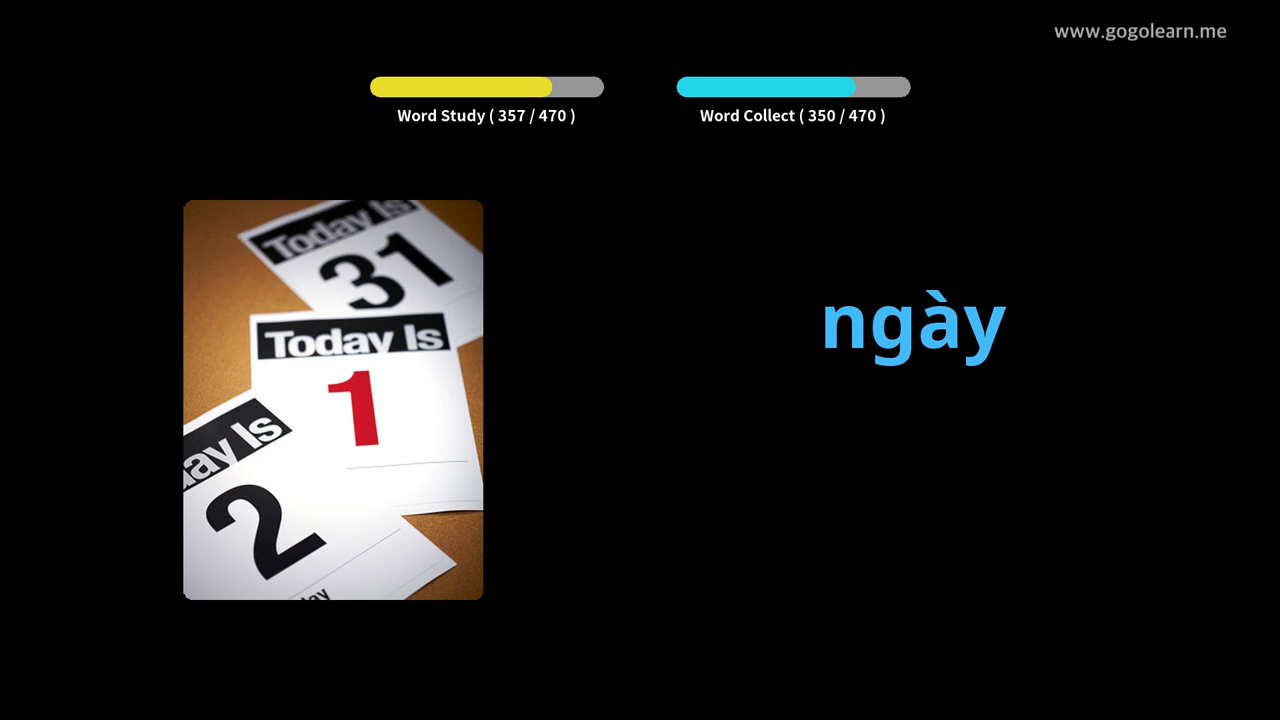 www.gogolearn.me
Word Study ( 357 / 470 )
Word Collect ( 350 / 470 )
Today Is
31
Today Is
1
ay Is
2
ngày